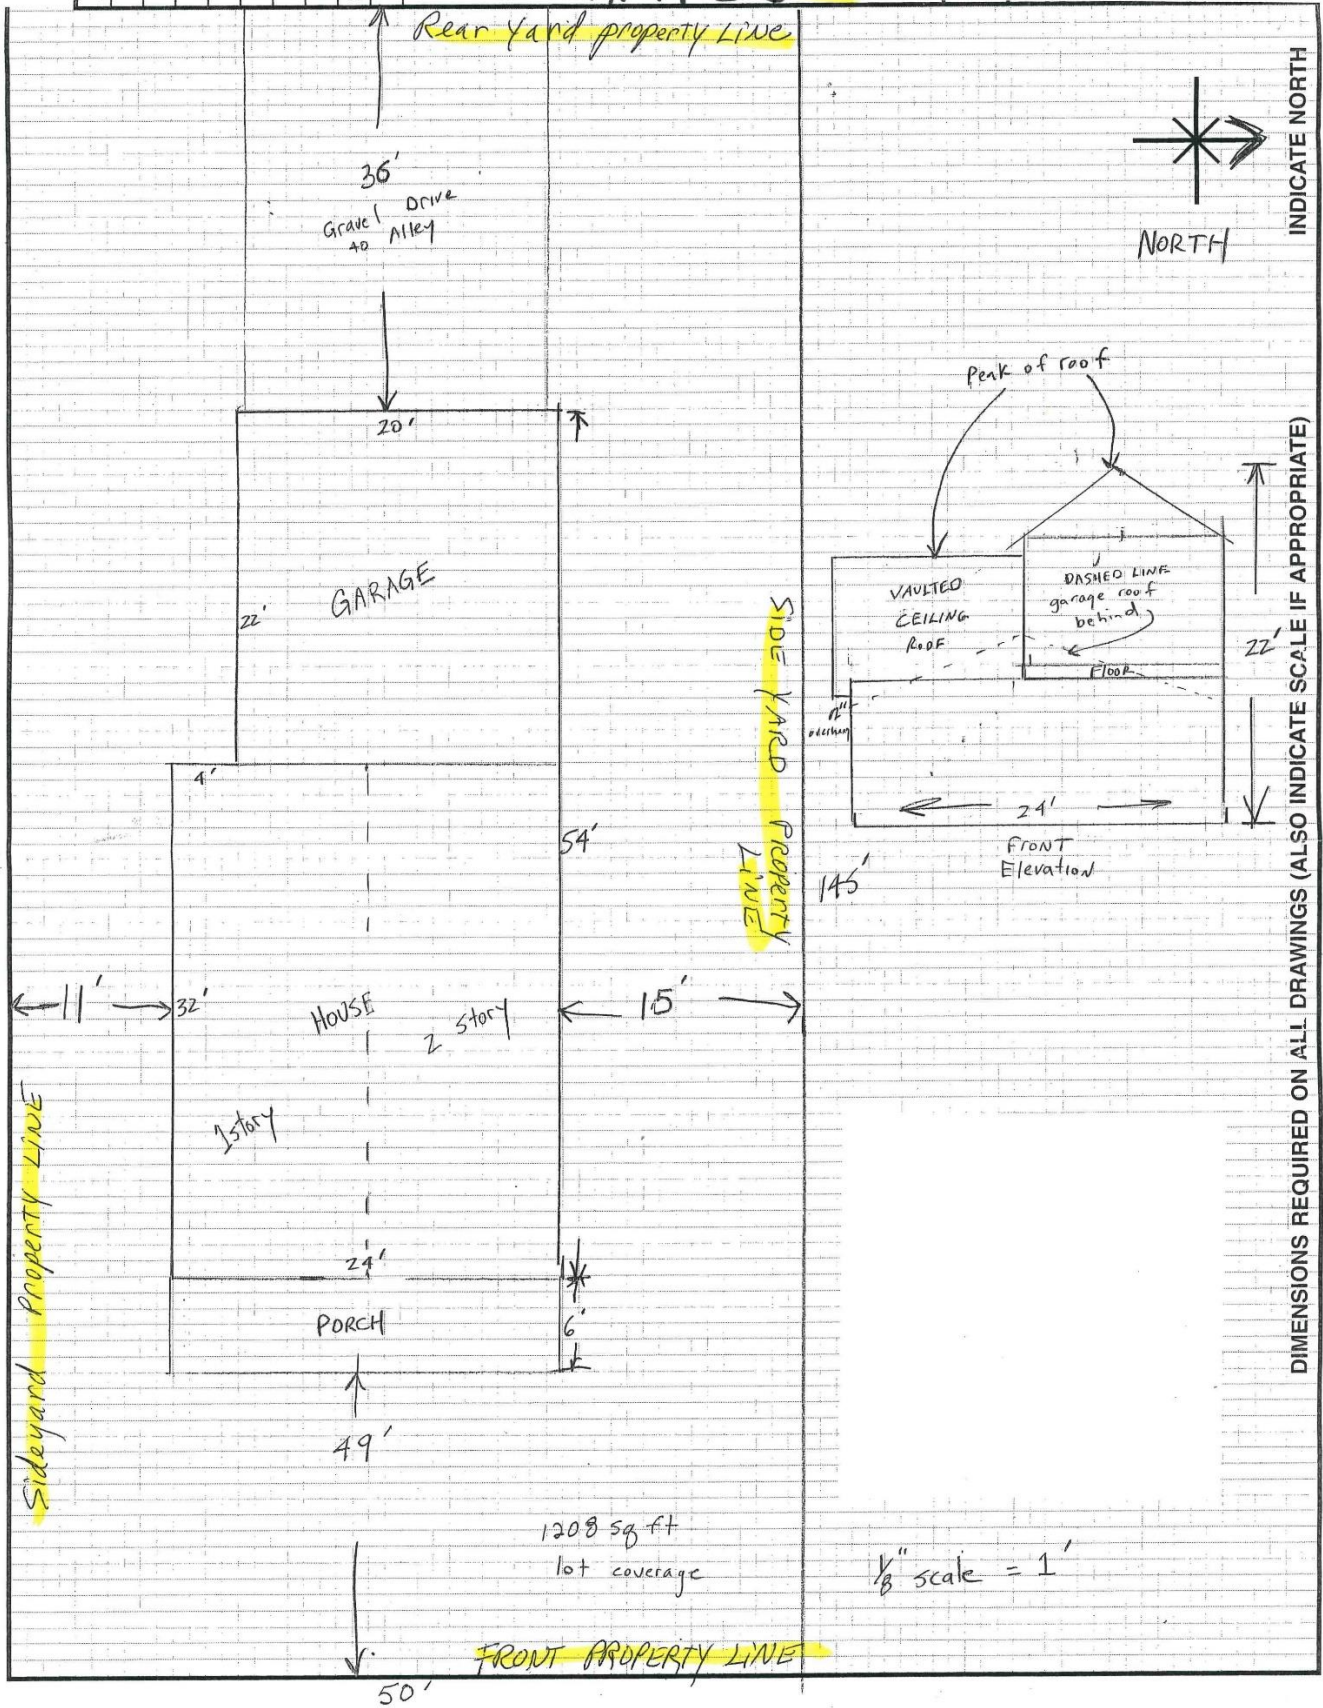 Rear Yard property Line
36'
Gravel Drive
to Alley
20'
GARAGE
22'
4'
54'
11'
32'
HOUSE
2 story
15'
1story
24'
PORCH
6'
49'
1208 sq ft
lot coverage
FRONT PROPERTY LINE
50'
Sideyard Property LINE
SIDE YARD PROPERTY
LINE
145'
NORTH
Peak of roof
VAULTED
CEILING
ROOF
DASHED LINE
garage roof
behind
FLOOR
22'
24'
FRONT
Elevation
1/8" scale = 1'
INDICATE NORTH
DIMENSIONS REQUIRED ON ALL DRAWINGS (ALSO INDICATE SCALE IF APPROPRIATE)